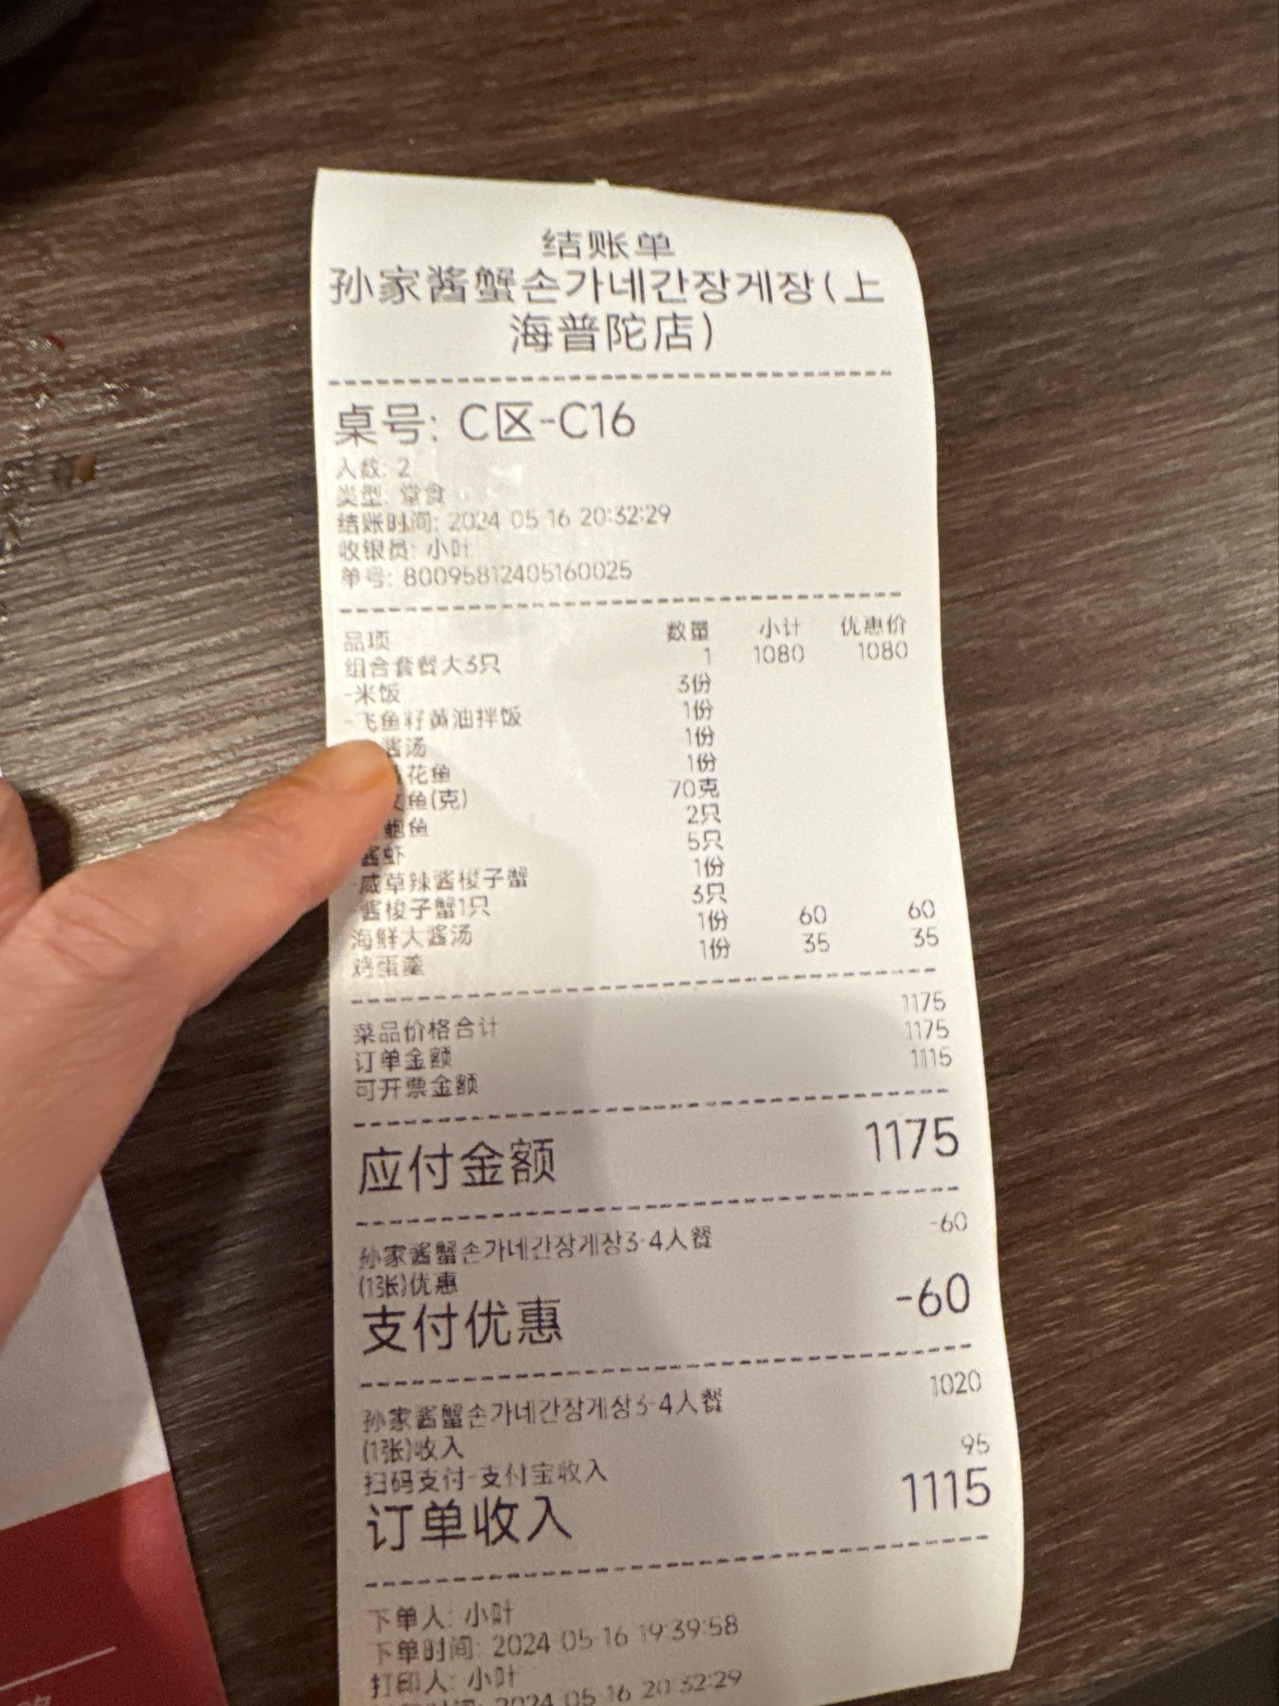 结账单
孙家酱蟹손가네간장게장(上
海普陀店)
桌号: C区-C16
人数: 2
类型: 堂食
结账时间: 2024-05-16 20:32:29
收银员: 小叶
单号: 80095812405160025
品项 数量 小计 优惠价
组合套餐大3只 1 1080 1080
-米饭 3份
-飞鱼籽黄油拌饭 1份
酱汤 1份
花鱼 1份
鱼(克) 70克
鲍鱼 2只
酱虾 5只
-咸草辣酱梭子蟹 1份
-酱梭子蟹1只 3只
海鲜大酱汤 1份 60 60
鸡蛋羹 1份 35 35
菜品价格合计 1175
订单金额 1175
可开票金额 1115
应付金额 1175
孙家酱蟹손가네간장게장3-4人餐 -60
(1张)优惠
支付优惠 -60
孙家酱蟹손가네간장게장3-4人餐 1020
(1张)收入
扫码支付-支付宝收入 95
订单收入 1115
下单人: 小叶
下单时间: 2024-05-16 19:39:58
打印人: 小叶
2024-05-16 20:32:29